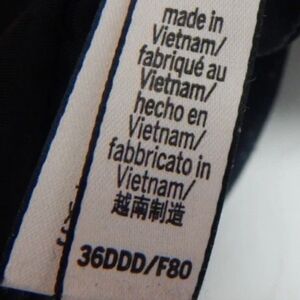 made in
Vietnam/
fabriqué au
Vietnam/
hecho en
Vietnam/
fabbricato in
Vietnam/
越南制造
36DDD/F80